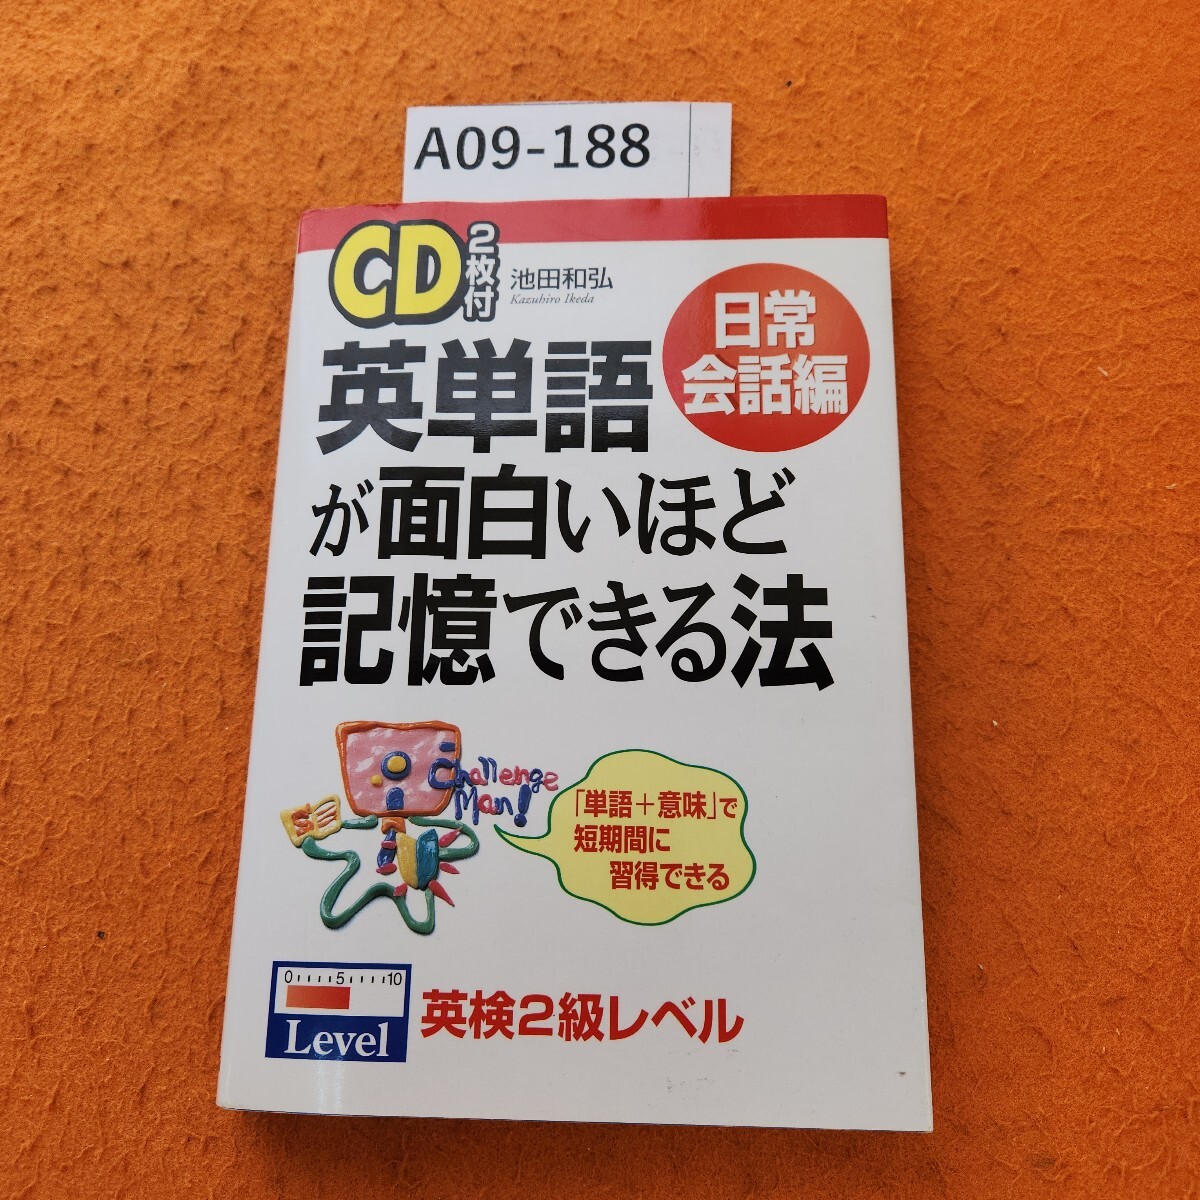 A09-188
CD
2枚付
池田和弘
Kazuhiro Ikeda
日常
会話編
英単語
が面白いほど
記憶できる法
Challenge
Man!
「単語+意味」で
短期間に
習得できる
0 5 10
Level
英検2級レベル